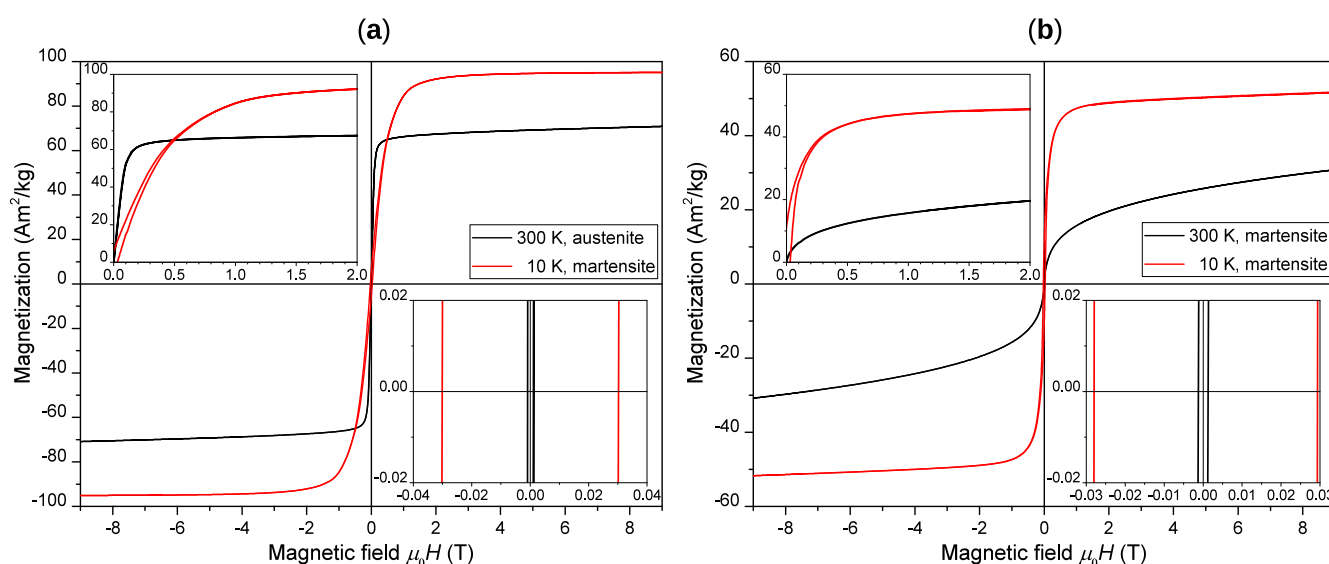 (a)
100
80
60
40
20
0
-20
-40
-60
-80
-100
Magnetization (Am²/kg)
-8 -6 -4 -2 0 2 4 6 8
Magnetic field μ₀H (T)
100
80
60
40
20
0
0.0 0.5 1.0 1.5 2.0
300 K, austenite
10 K, martensite
0.02
0.00
-0.02
-0.04 -0.02 0.00 0.02 0.04
(b)
60
40
20
0
-20
-40
-60
Magnetization (Am²/kg)
-8 -6 -4 -2 0 2 4 6 8
Magnetic field μ₀H (T)
60
40
20
0
0.0 0.5 1.0 1.5 2.0
300 K, martensite
10 K, martensite
0.02
0.00
-0.02
-0.03 -0.02 -0.01 0.00 0.01 0.02 0.03